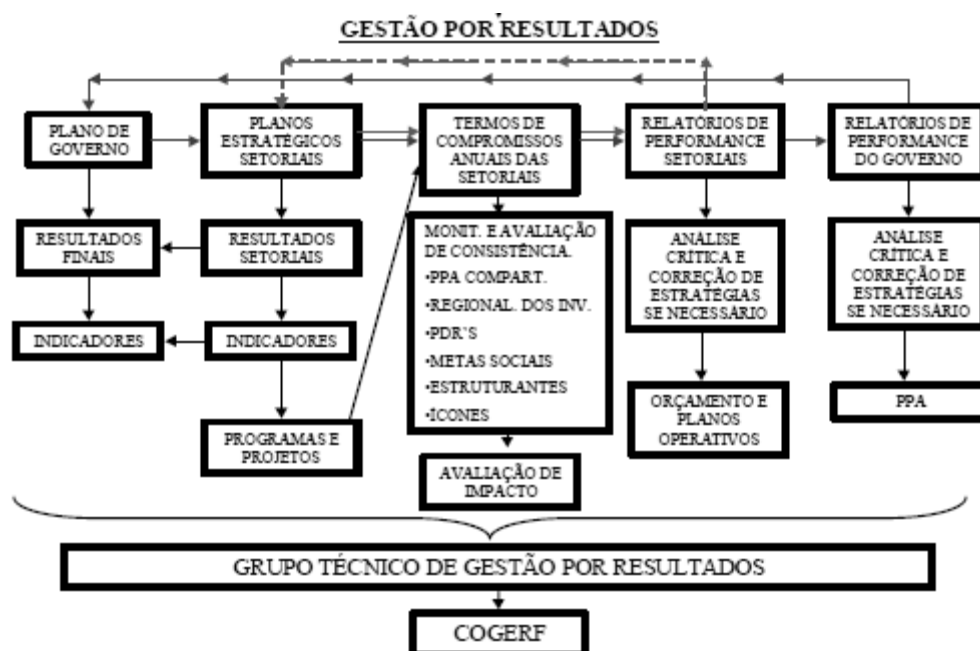 GESTÃO POR RESULTADOS
PLANO DE
GOVERNO
PLANOS
ESTRATÉGICOS
SETORIAIS
TERMOS DE
COMPROMISSOS
ANUAIS DAS
SETORIAIS
RELATÓRIOS DE
PERFORMANCE
SETORIAIS
RELATÓRIOS DE
PERFORMANCE
DO GOVERNO
RESULTADOS
FINAIS
RESULTADOS
SETORIAIS
MONIT. E AVALIAÇÃO
DE CONSISTÊNCIA.
•PPA COMPART.
•REGIONAL. DOS INV.
•PDR`S
•METAS SOCIAIS
•ESTRUTURANTES
•ÍCONES
ANÁLISE
CRÍTICA E
CORREÇÃO DE
ESTRATÉGIAS
SE NECESSÁRIO
ANÁLISE
CRÍTICA E
CORREÇÃO DE
ESTRATÉGIAS
SE NECESSÁRIO
INDICADORES
INDICADORES
PROGRAMAS E
PROJETOS
ORÇAMENTO E
PLANOS
OPERATIVOS
PPA
AVALIAÇÃO DE
IMPACTO
GRUPO TÉCNICO DE GESTÃO POR RESULTADOS
COGERF